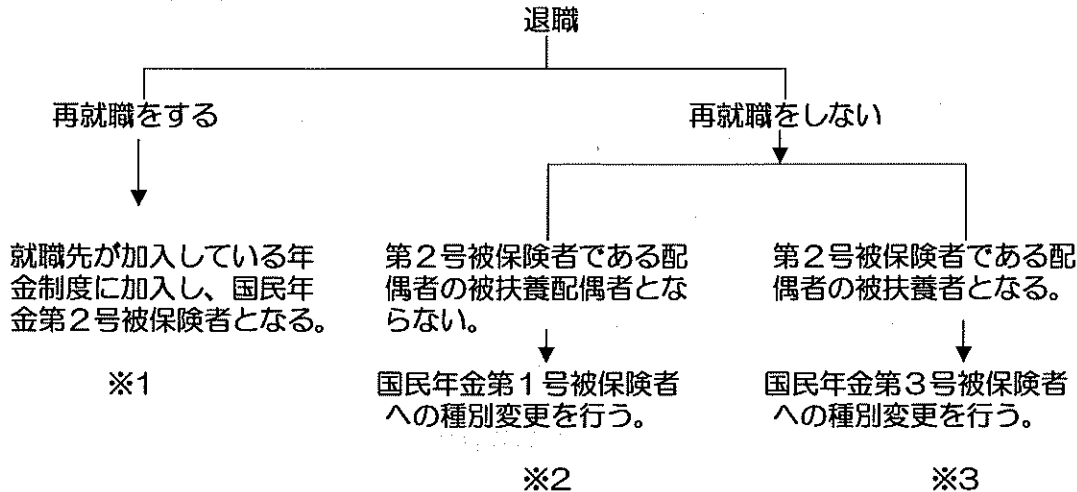 退職
再就職をする
再就職をしない
就職先が加入している年
金制度に加入し、国民年
金第２号被保険者となる。
※1
第２号被保険者である配
偶者の被扶養配偶者とな
らない。
国民年金第１号被保険者
への種別変更を行う。
※2
第２号被保険者である配
偶者の被扶養者となる。
国民年金第３号被保険者
への種別変更を行う。
※3